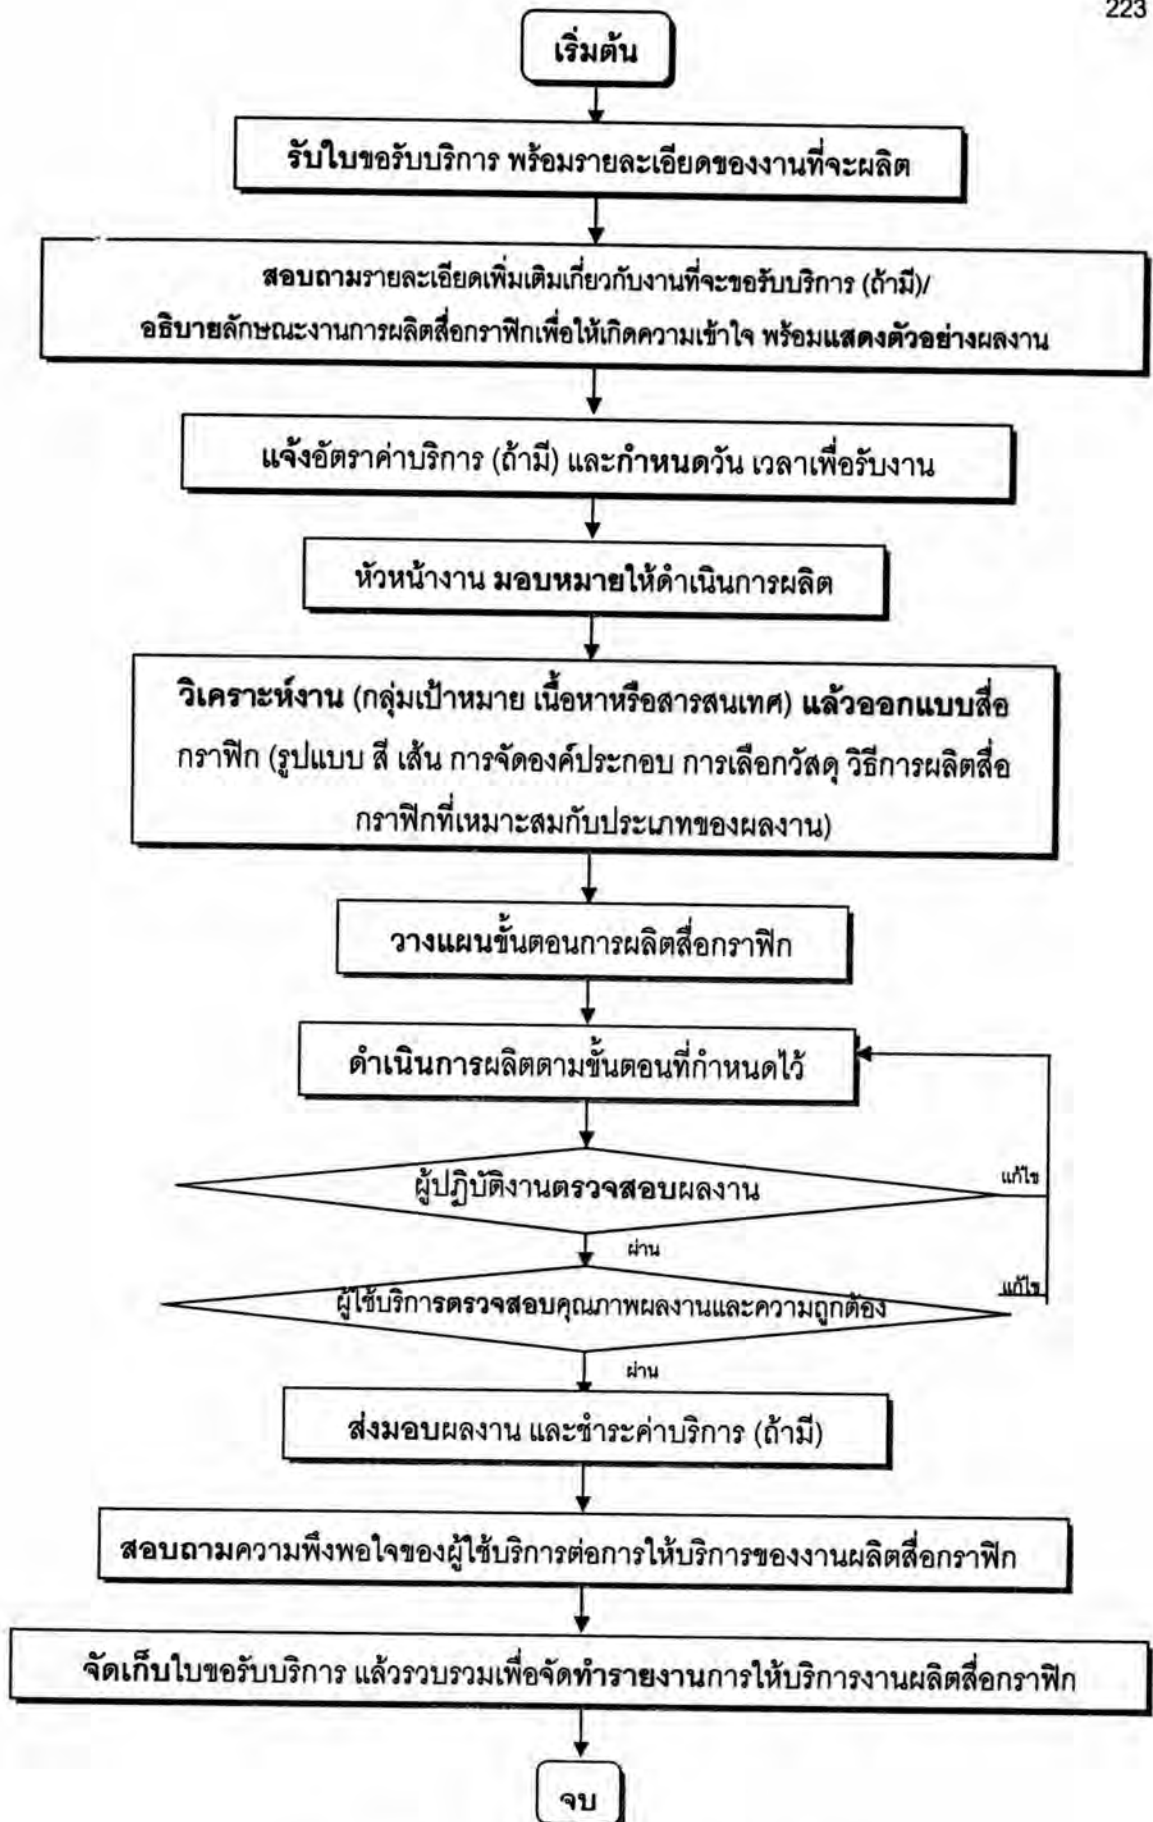 223
เริ่มต้น
รับใบขอรับบริการ พร้อมรายละเอียดของงานที่จะผลิต
สอบถามรายละเอียดเพิ่มเติมเกี่ยวกับงานที่จะขอรับบริการ (ถ้ามี)/
อธิบายลักษณะงานการผลิตสื่อกราฟิกเพื่อให้เกิดความเข้าใจ พร้อมแสดงตัวอย่างผลงาน
แจ้งอัตราค่าบริการ (ถ้ามี) และกำหนดวัน เวลาเพื่อรับงาน
หัวหน้างาน มอบหมายให้ดำเนินการผลิต
วิเคราะห์งาน (กลุ่มเป้าหมาย เนื้อหาหรือสารสนเทศ) แล้วออกแบบสื่อ
กราฟิก (รูปแบบ สี เส้น การจัดองค์ประกอบ การเลือกวัสดุ วิธีการผลิตสื่อ
กราฟิกที่เหมาะสมกับประเภทของผลงาน)
วางแผนขั้นตอนการผลิตสื่อกราฟิก
ดำเนินการผลิตตามขั้นตอนที่กำหนดไว้
ผู้ปฏิบัติงานตรวจสอบผลงาน
แก้ไข
ผ่าน
ผู้ใช้บริการตรวจสอบคุณภาพผลงานและความถูกต้อง
แก้ไข
ผ่าน
ส่งมอบผลงาน และชำระค่าบริการ (ถ้ามี)
สอบถามความพึงพอใจของผู้ใช้บริการต่อการให้บริการของงานผลิตสื่อกราฟิก
จัดเก็บใบขอรับบริการ แล้วรวบรวมเพื่อจัดทำรายงานการให้บริการงานผลิตสื่อกราฟิก
จบ